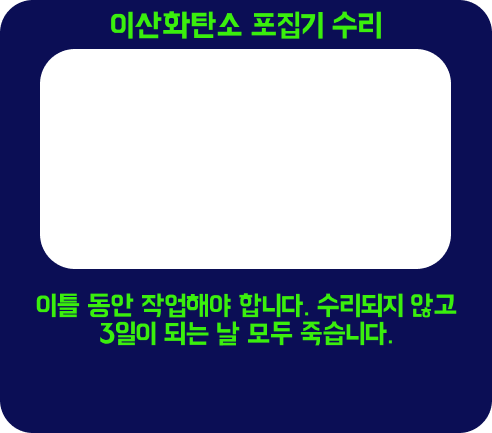 이산화탄소 포집기 수리
이틀 동안 작업해야 합니다. 수리되지 않고
3일이 되는 날 모두 죽습니다.